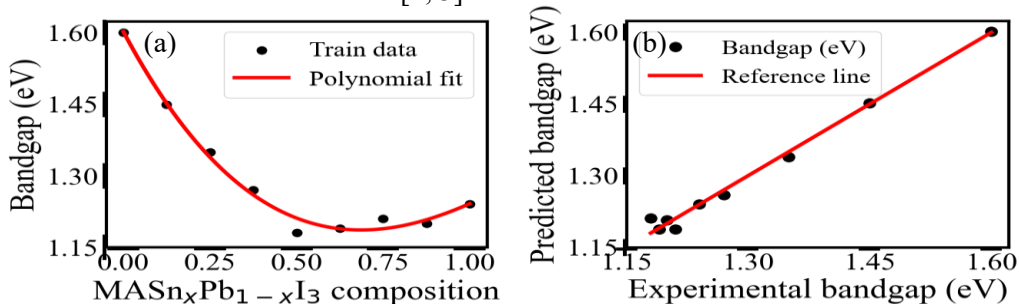 1.60
1.45
1.30
1.15
Bandgap (eV)
(a)
Train data
Polynomial fit
0.00 0.25 0.50 0.75 1.00
MASnₓPb₁₋ₓI₃ composition
1.60
1.45
1.30
1.15
Predicted bandgap (eV)
(b)
Bandgap (eV)
Reference line
1.15 1.30 1.45 1.60
Experimental bandgap (eV)